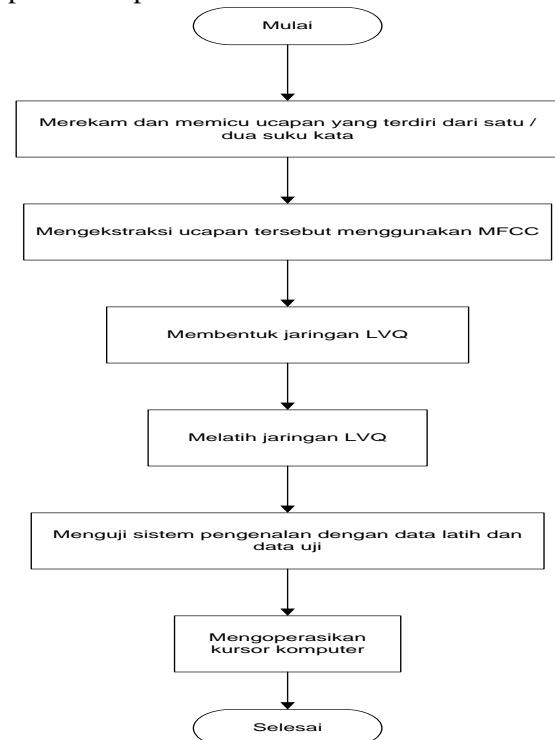 Mulai
Merekam dan memicu ucapan yang terdiri dari satu /
dua suku kata
Mengekstraksi ucapan tersebut menggunakan MFCC
Membentuk jaringan LVQ
Melatih jaringan LVQ
Menguji sistem pengenalan dengan data latih dan
data uji
Mengoperasikan
kursor komputer
Selesai